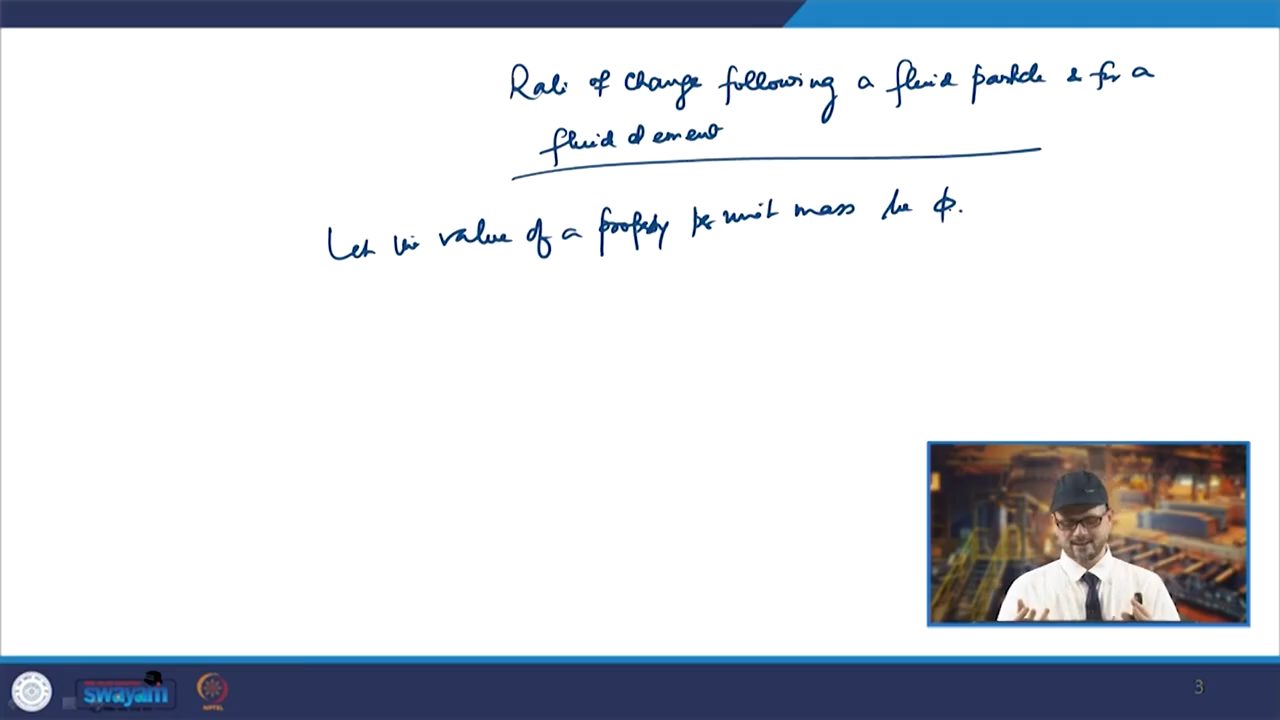 Rate of change following a fluid particle & for a
fluid element
Let the value of a property per unit mass be ϕ.
swayam
3